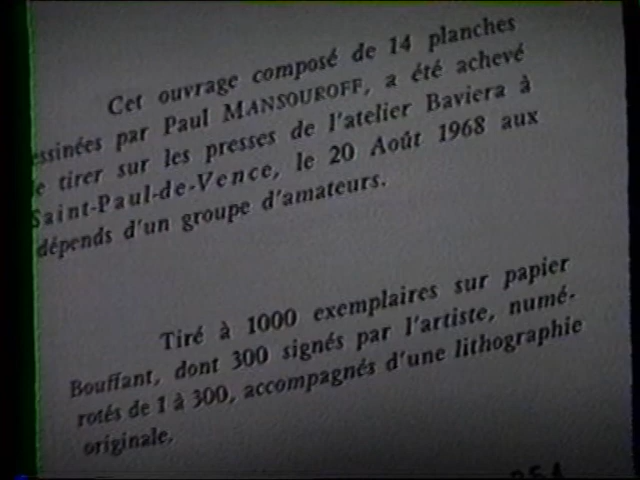 Cet ouvrage composé de 14 planches
essinées par Paul MANSOUROFF, a été achevé
e tirer sur les presses de l'atelier Baviera à
Saint-Paul-de-Vence, le 20 Août 1968 aux
dépends d'un groupe d'amateurs.
Tiré à 1000 exemplaires sur papier
Bouffant, dont 300 signés par l'artiste, numé-
rotés de 1 à 300, accompagnés d'une lithographie
originale.